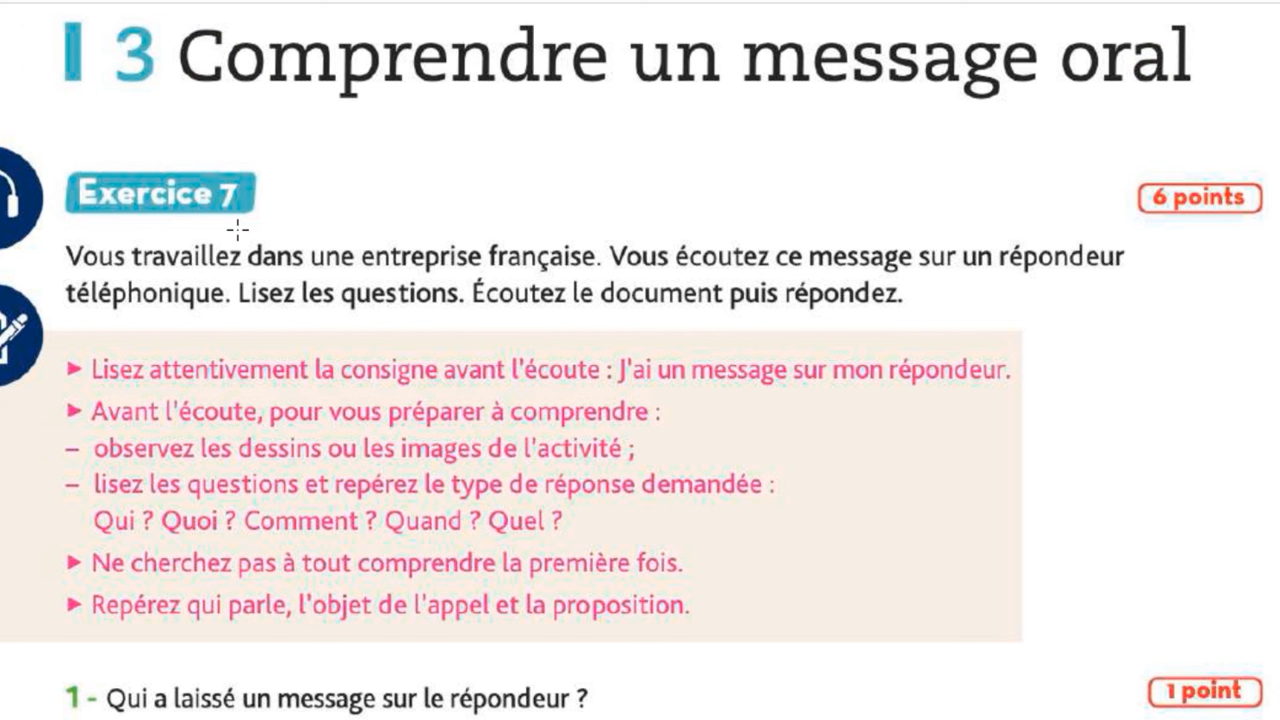 3 Comprendre un message oral
Exercice 7
6 points
Vous travaillez dans une entreprise française. Vous écoutez ce message sur un répondeur
téléphonique. Lisez les questions. Écoutez le document puis répondez.
► Lisez attentivement la consigne avant l'écoute : J'ai un message sur mon répondeur.
► Avant l'écoute, pour vous préparer à comprendre :
– observez les dessins ou les images de l'activité ;
– lisez les questions et repérez le type de réponse demandée :
Qui ? Quoi ? Comment ? Quand ? Quel ?
► Ne cherchez pas à tout comprendre la première fois.
► Repérez qui parle, l'objet de l'appel et la proposition.
1 - Qui a laissé un message sur le répondeur ?
1 point